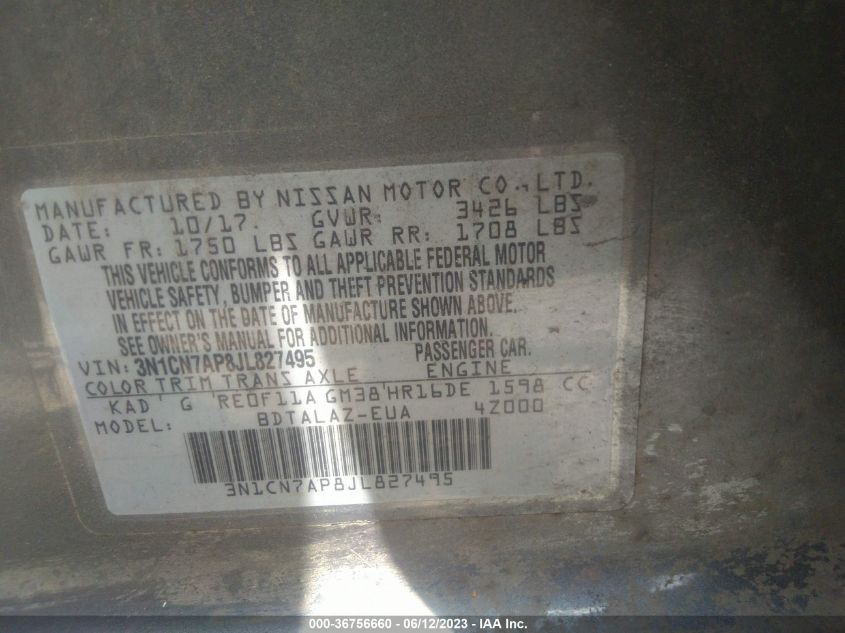 MANUFACTURED BY NISSAN MOTOR CO., LTD.
DATE: 10/17. GVWR: 3426 LBS
GAWR FR: 1750 LBS GAWR RR: 1708 LBS
THIS VEHICLE CONFORMS TO ALL APPLICABLE FEDERAL MOTOR
VEHICLE SAFETY, BUMPER AND THEFT PREVENTION STANDARDS
IN EFFECT ON THE DATE OF MANUFACTURE SHOWN ABOVE.
SEE OWNER'S MANUAL FOR ADDITIONAL INFORMATION.
VIN: 3N1CN7AP8JL827495 PASSENGER CAR.
COLOR TRIM TRANS AXLE ENGINE
KAD G RE0F11A GM38 HR16DE 1598 CC
MODEL: BDTALAZ-EUA 4Z000
3N1CN7AP8JL827495
000-36756660 - 06/12/2023 - IAA Inc.